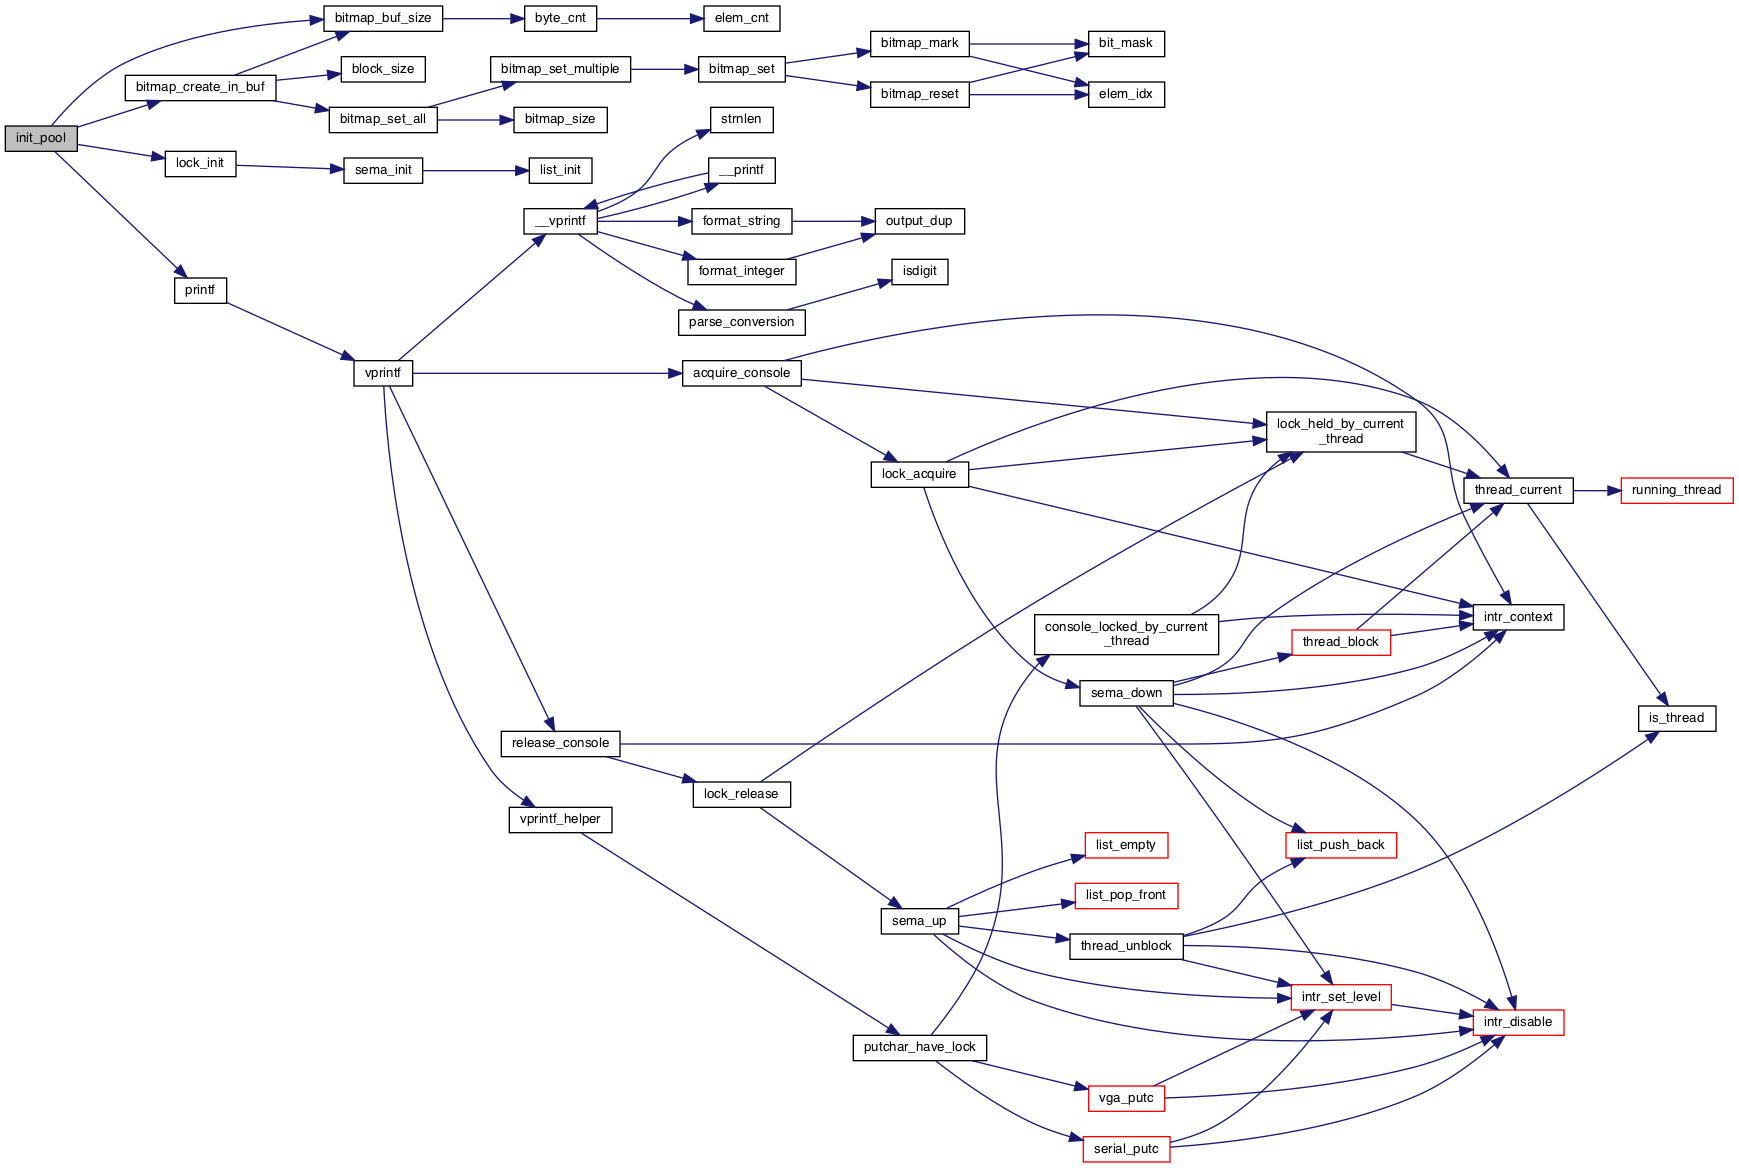 bitmap_buf_size
byte_cnt
elem_cnt
bitmap_mark
bit_mask
block_size
bitmap_set_multiple
bitmap_set
bitmap_create_in_buf
bitmap_reset
elem_idx
bitmap_set_all
bitmap_size
strnlen
init_pool
lock_init
sema_init
list_init
__printf
__vprintf
format_string
output_dup
format_integer
isdigit
printf
parse_conversion
vprintf
acquire_console
lock_held_by_current
_thread
lock_acquire
thread_current
running_thread
intr_context
console_locked_by_current
_thread
thread_block
sema_down
is_thread
release_console
lock_release
vprintf_helper
list_empty
list_push_back
list_pop_front
sema_up
thread_unblock
intr_set_level
intr_disable
putchar_have_lock
vga_putc
serial_putc